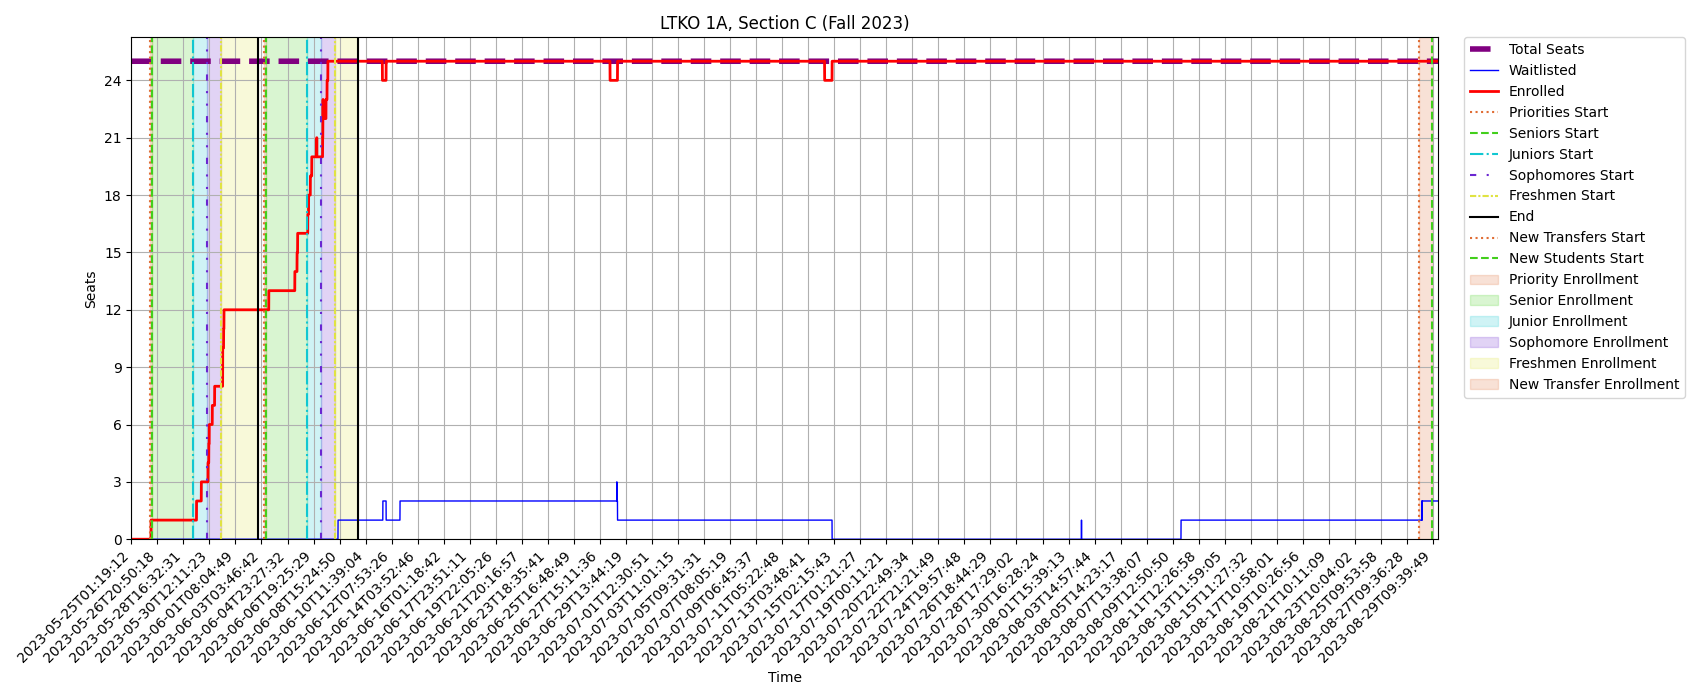 LTKO 1A, Section C (Fall 2023)
Seats
24
21
18
15
12
9
6
3
0
2023-05-25T01:19:12
2023-05-26T20:50:18
2023-05-28T16:32:31
2023-05-30T12:11:23
2023-06-01T08:04:49
2023-06-03T03:46:42
2023-06-04T23:27:32
2023-06-06T19:25:29
2023-06-08T15:24:50
2023-06-10T11:39:04
2023-06-12T07:53:26
2023-06-14T03:52:46
2023-06-16T01:18:42
2023-06-17T23:51:11
2023-06-19T22:05:26
2023-06-21T20:16:57
2023-06-23T18:35:41
2023-06-25T16:48:49
2023-06-27T15:11:36
2023-06-29T13:44:19
2023-07-01T12:30:51
2023-07-03T11:01:15
2023-07-05T09:31:31
2023-07-07T08:05:19
2023-07-09T06:45:37
2023-07-11T05:22:48
2023-07-13T03:48:41
2023-07-15T02:15:43
2023-07-17T01:21:27
2023-07-19T00:11:21
2023-07-20T22:49:34
2023-07-22T21:21:49
2023-07-24T19:57:48
2023-07-26T18:44:29
2023-07-28T17:29:02
2023-07-30T16:28:24
2023-08-01T15:39:13
2023-08-03T14:57:44
2023-08-05T14:23:17
2023-08-07T13:38:07
2023-08-09T12:50:50
2023-08-11T12:26:58
2023-08-13T11:59:05
2023-08-15T11:27:32
2023-08-17T10:58:01
2023-08-19T10:26:56
2023-08-21T10:11:09
2023-08-23T10:04:02
2023-08-25T09:53:58
2023-08-27T09:36:28
2023-08-29T09:39:49
Time
Total Seats
Waitlisted
Enrolled
Priorities Start
Seniors Start
Juniors Start
Sophomores Start
Freshmen Start
End
New Transfers Start
New Students Start
Priority Enrollment
Senior Enrollment
Junior Enrollment
Sophomore Enrollment
Freshmen Enrollment
New Transfer Enrollment